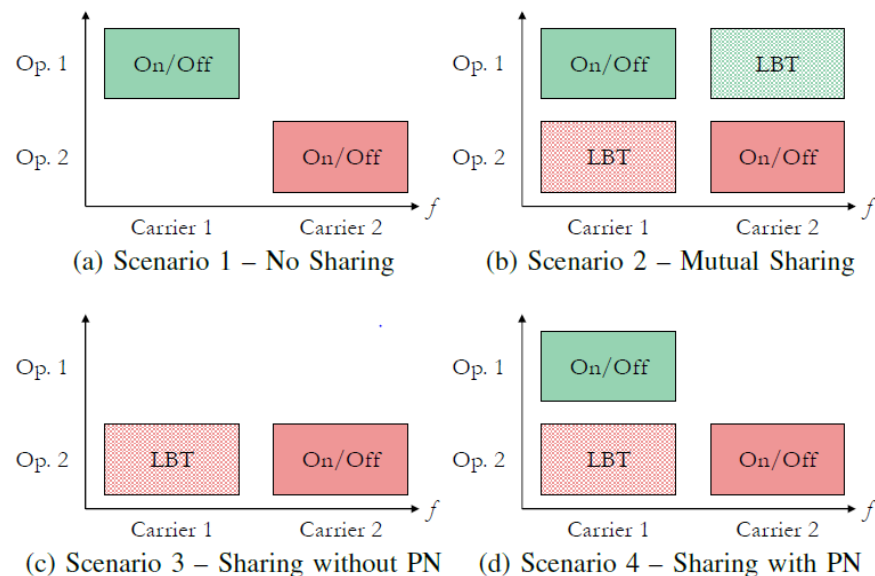 Op. 1 On/Off
Op. 2 On/Off
f
Carrier 1 Carrier 2
(a) Scenario 1 – No Sharing
Op. 1 On/Off LBT
Op. 2 LBT On/Off
f
Carrier 1 Carrier 2
(b) Scenario 2 – Mutual Sharing
Op. 1
Op. 2 LBT On/Off
f
Carrier 1 Carrier 2
(c) Scenario 3 – Sharing without PN
Op. 1 On/Off
Op. 2 LBT On/Off
f
Carrier 1 Carrier 2
(d) Scenario 4 – Sharing with PN